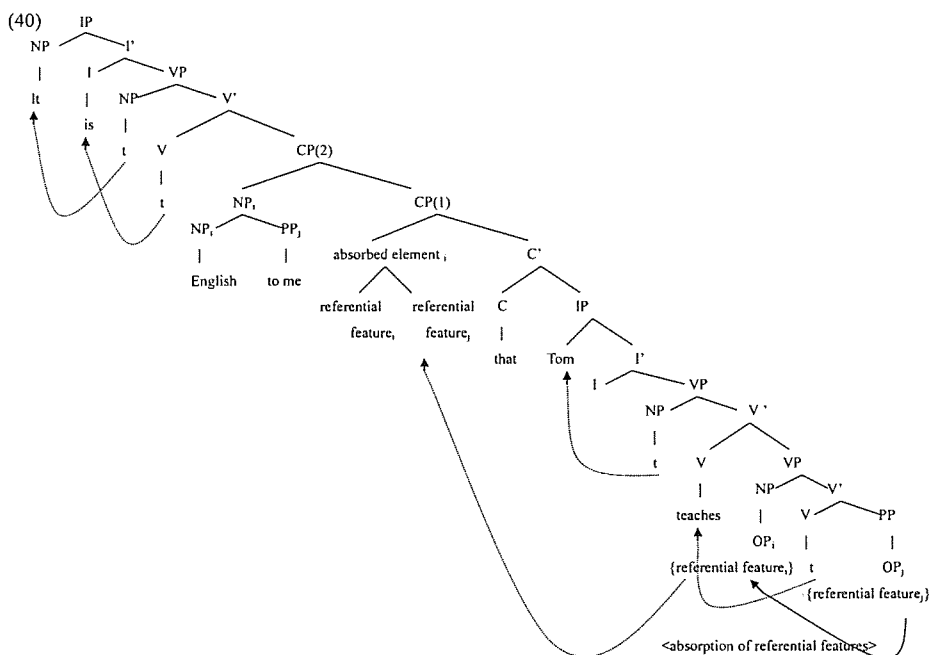 (40)
IP
NP I'
I VP
It NP V'
is
t V CP(2)
t NPi CP(1)
NPi PPj
absorbed element i C'
English to me
referential referential C IP
featurei featurej
that Tom I'
I VP
NP V'
t V VP
NP V'
teaches V PP
OPi
{referential featurei} t OPj
{referential featurej}
<absorption of referential features>